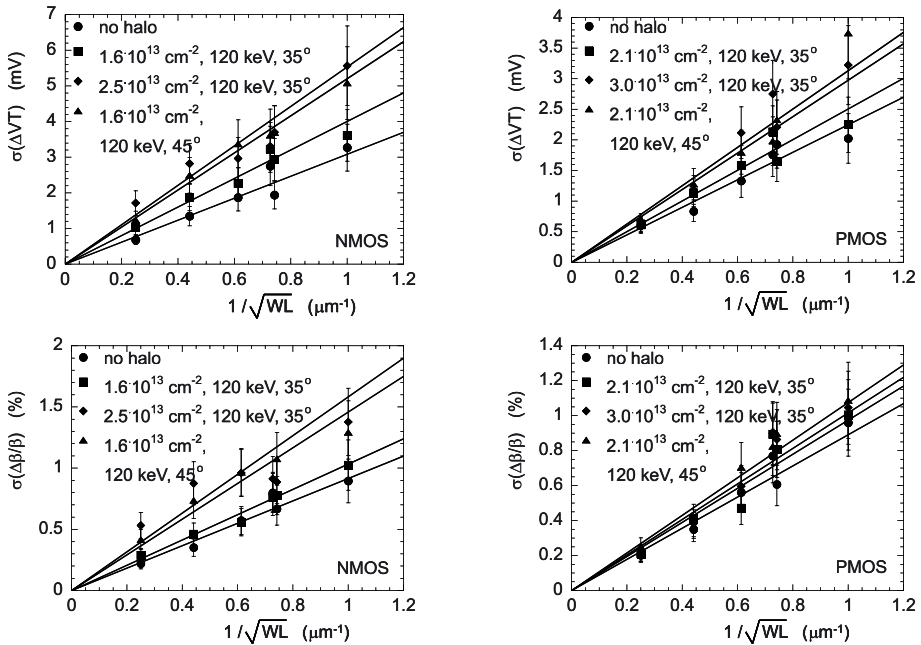 7
6
5
4
3
2
1
0
σ(ΔVT) (mV)
no halo
1.6·10¹³ cm⁻², 120 keV, 35°
2.5·10¹³ cm⁻², 120 keV, 35°
1.6·10¹³ cm⁻²,
120 keV, 45°
NMOS
0 0.2 0.4 0.6 0.8 1 1.2
1/√WL (μm⁻¹)
4
3.5
3
2.5
2
1.5
1
0.5
0
σ(ΔVT) (mV)
no halo
2.1·10¹³ cm⁻², 120 keV, 35°
3.0·10¹³ cm⁻², 120 keV, 35°
2.1·10¹³ cm⁻²,
120 keV, 45°
PMOS
0 0.2 0.4 0.6 0.8 1 1.2
1/√WL (μm⁻¹)
2
1.5
1
0.5
0
σ(Δβ/β) (%)
no halo
1.6·10¹³ cm⁻², 120 keV, 35°
2.5·10¹³ cm⁻², 120 keV, 35°
1.6·10¹³ cm⁻²,
120 keV, 45°
NMOS
0 0.2 0.4 0.6 0.8 1 1.2
1/√WL (μm⁻¹)
1.4
1.2
1
0.8
0.6
0.4
0.2
0
σ(Δβ/β) (%)
no halo
2.1·10¹³ cm⁻², 120 keV, 35°
3.0·10¹³ cm⁻², 120 keV, 35°
2.1·10¹³ cm⁻²,
120 keV, 45°
PMOS
0 0.2 0.4 0.6 0.8 1 1.2
1/√WL (μm⁻¹)